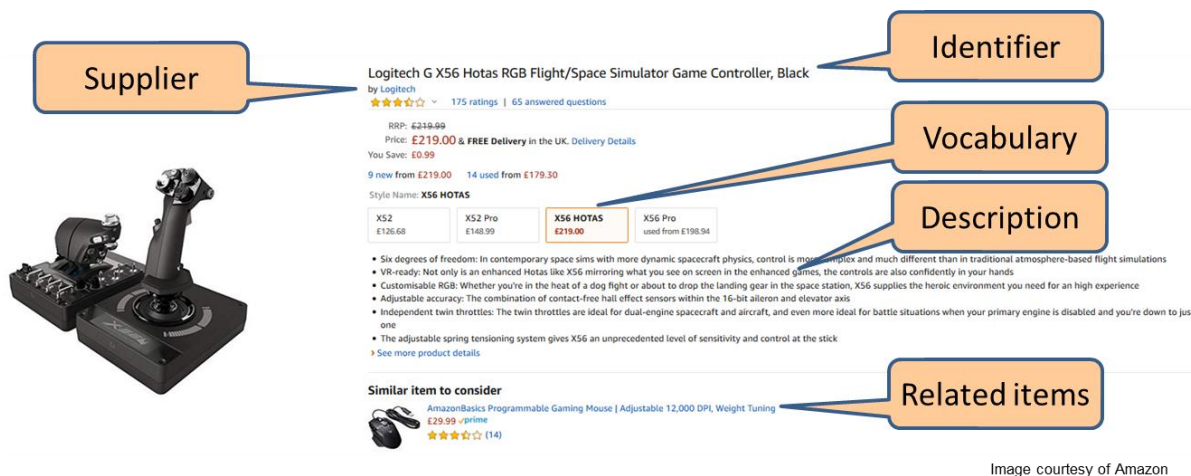 Supplier
Identifier
Logitech G X56 Hotas RGB Flight/Space Simulator Game Controller, Black
by Logitech
175 ratings | 65 answered questions
RRP: £219.99
Price: £219.00 & FREE Delivery in the UK. Delivery Details
You Save: £0.99
Vocabulary
9 new from £219.00 14 used from £179.30
Style Name: X56 HOTAS
X52 X52 Pro X56 HOTAS X56 Pro
£126.68 £148.99 £219.00 used from £198.94
Description
• Six degrees of freedom: In contemporary space sims with more dynamic spacecraft physics, control is more complex and much different than in traditional atmosphere-based flight simulations
• VR-ready: Not only is an enhanced Hotas like X56 mirroring what you see on screen in the enhanced games, the controls are also confidently in your hands
• Customisable RGB: Whether you're in the heat of a dog fight or about to drop the landing gear in the space station, X56 supplies the heroic environment you need for an high experience
• Adjustable accuracy: The combination of contact-free hall effect sensors within the 16-bit aileron and elevator axis
• Independent twin throttles: The twin throttles are ideal for dual-engine spacecraft and aircraft, and even more ideal for battle situations when your primary engine is disabled and you're down to jus
one
• The adjustable spring tensioning system gives X56 an unprecedented level of sensitivity and control at the stick
See more product details
Similar item to consider
Related items
AmazonBasics Programmable Gaming Mouse | Adjustable 12,000 DPI, Weight Tuning
£29.99 prime
(14)
Image courtesy of Amazon